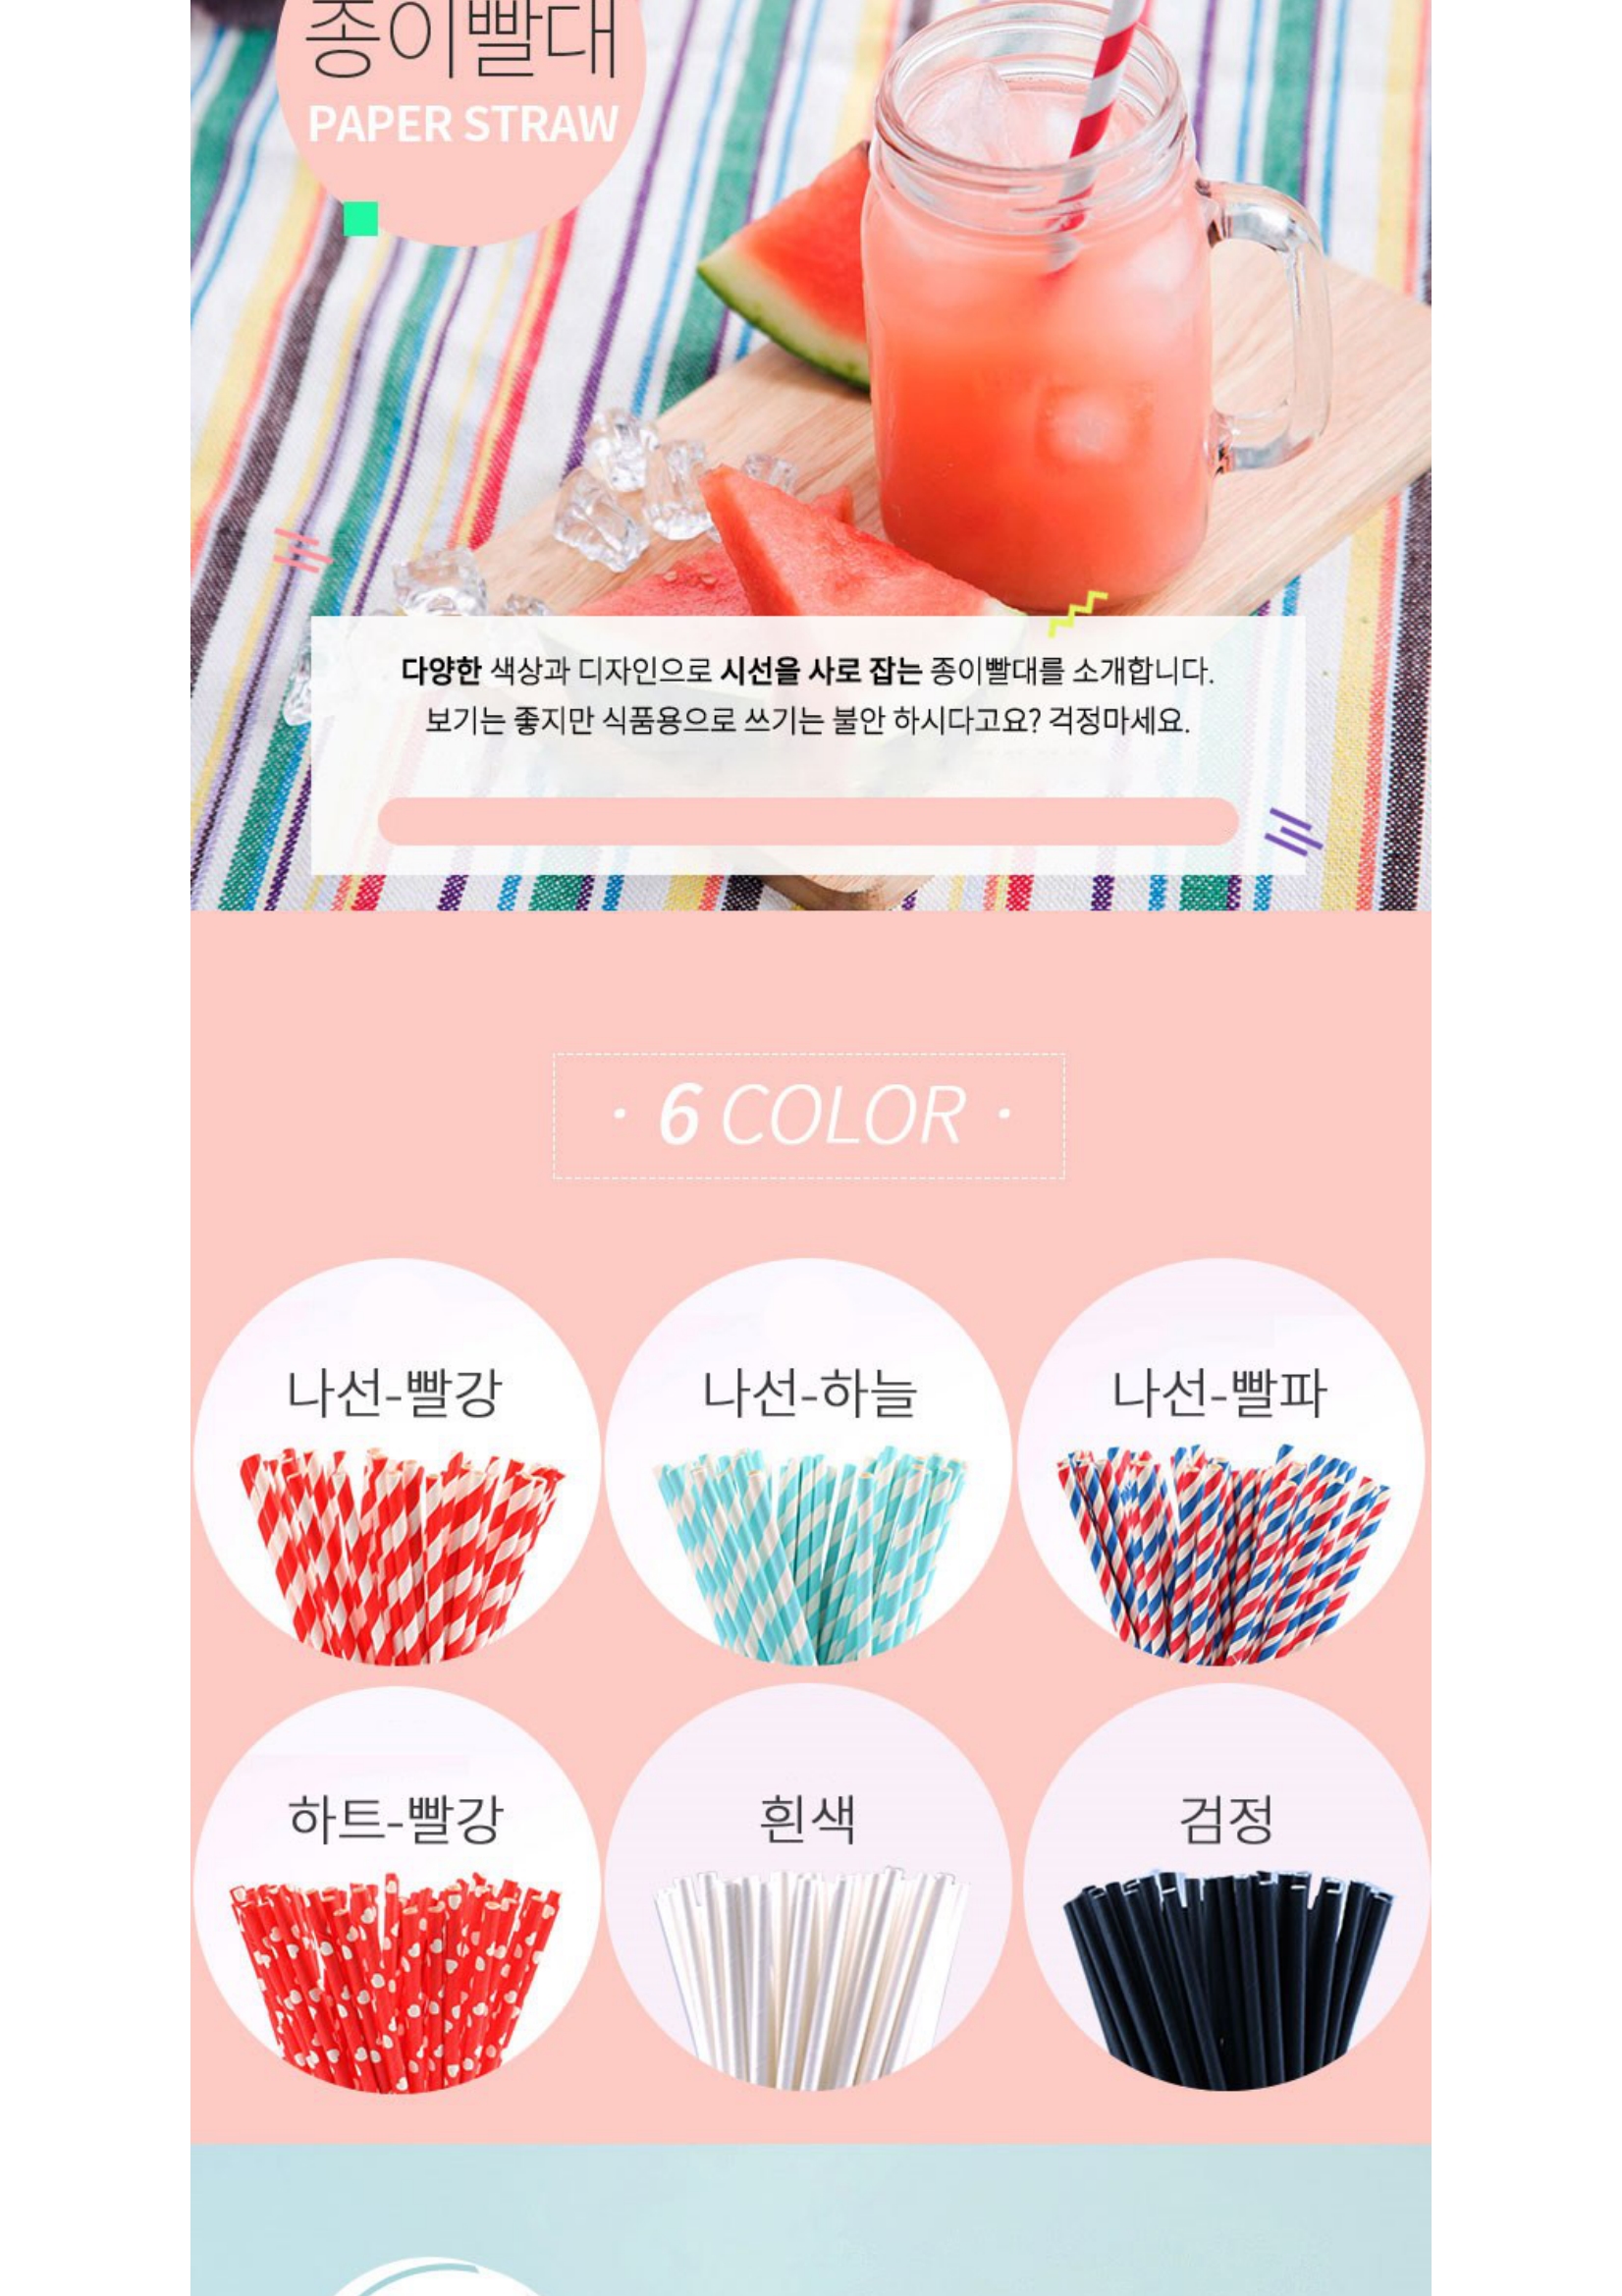 종이빨대
PAPER STRAW
다양한 색상과 디자인으로 시선을 사로 잡는 종이빨대를 소개합니다.
보기는 좋지만 식품용으로 쓰기는 불안 하시다고요? 걱정마세요.
· 6 COLOR ·
나선-빨강
나선-하늘
나선-빨파
하트-빨강
흰색
검정